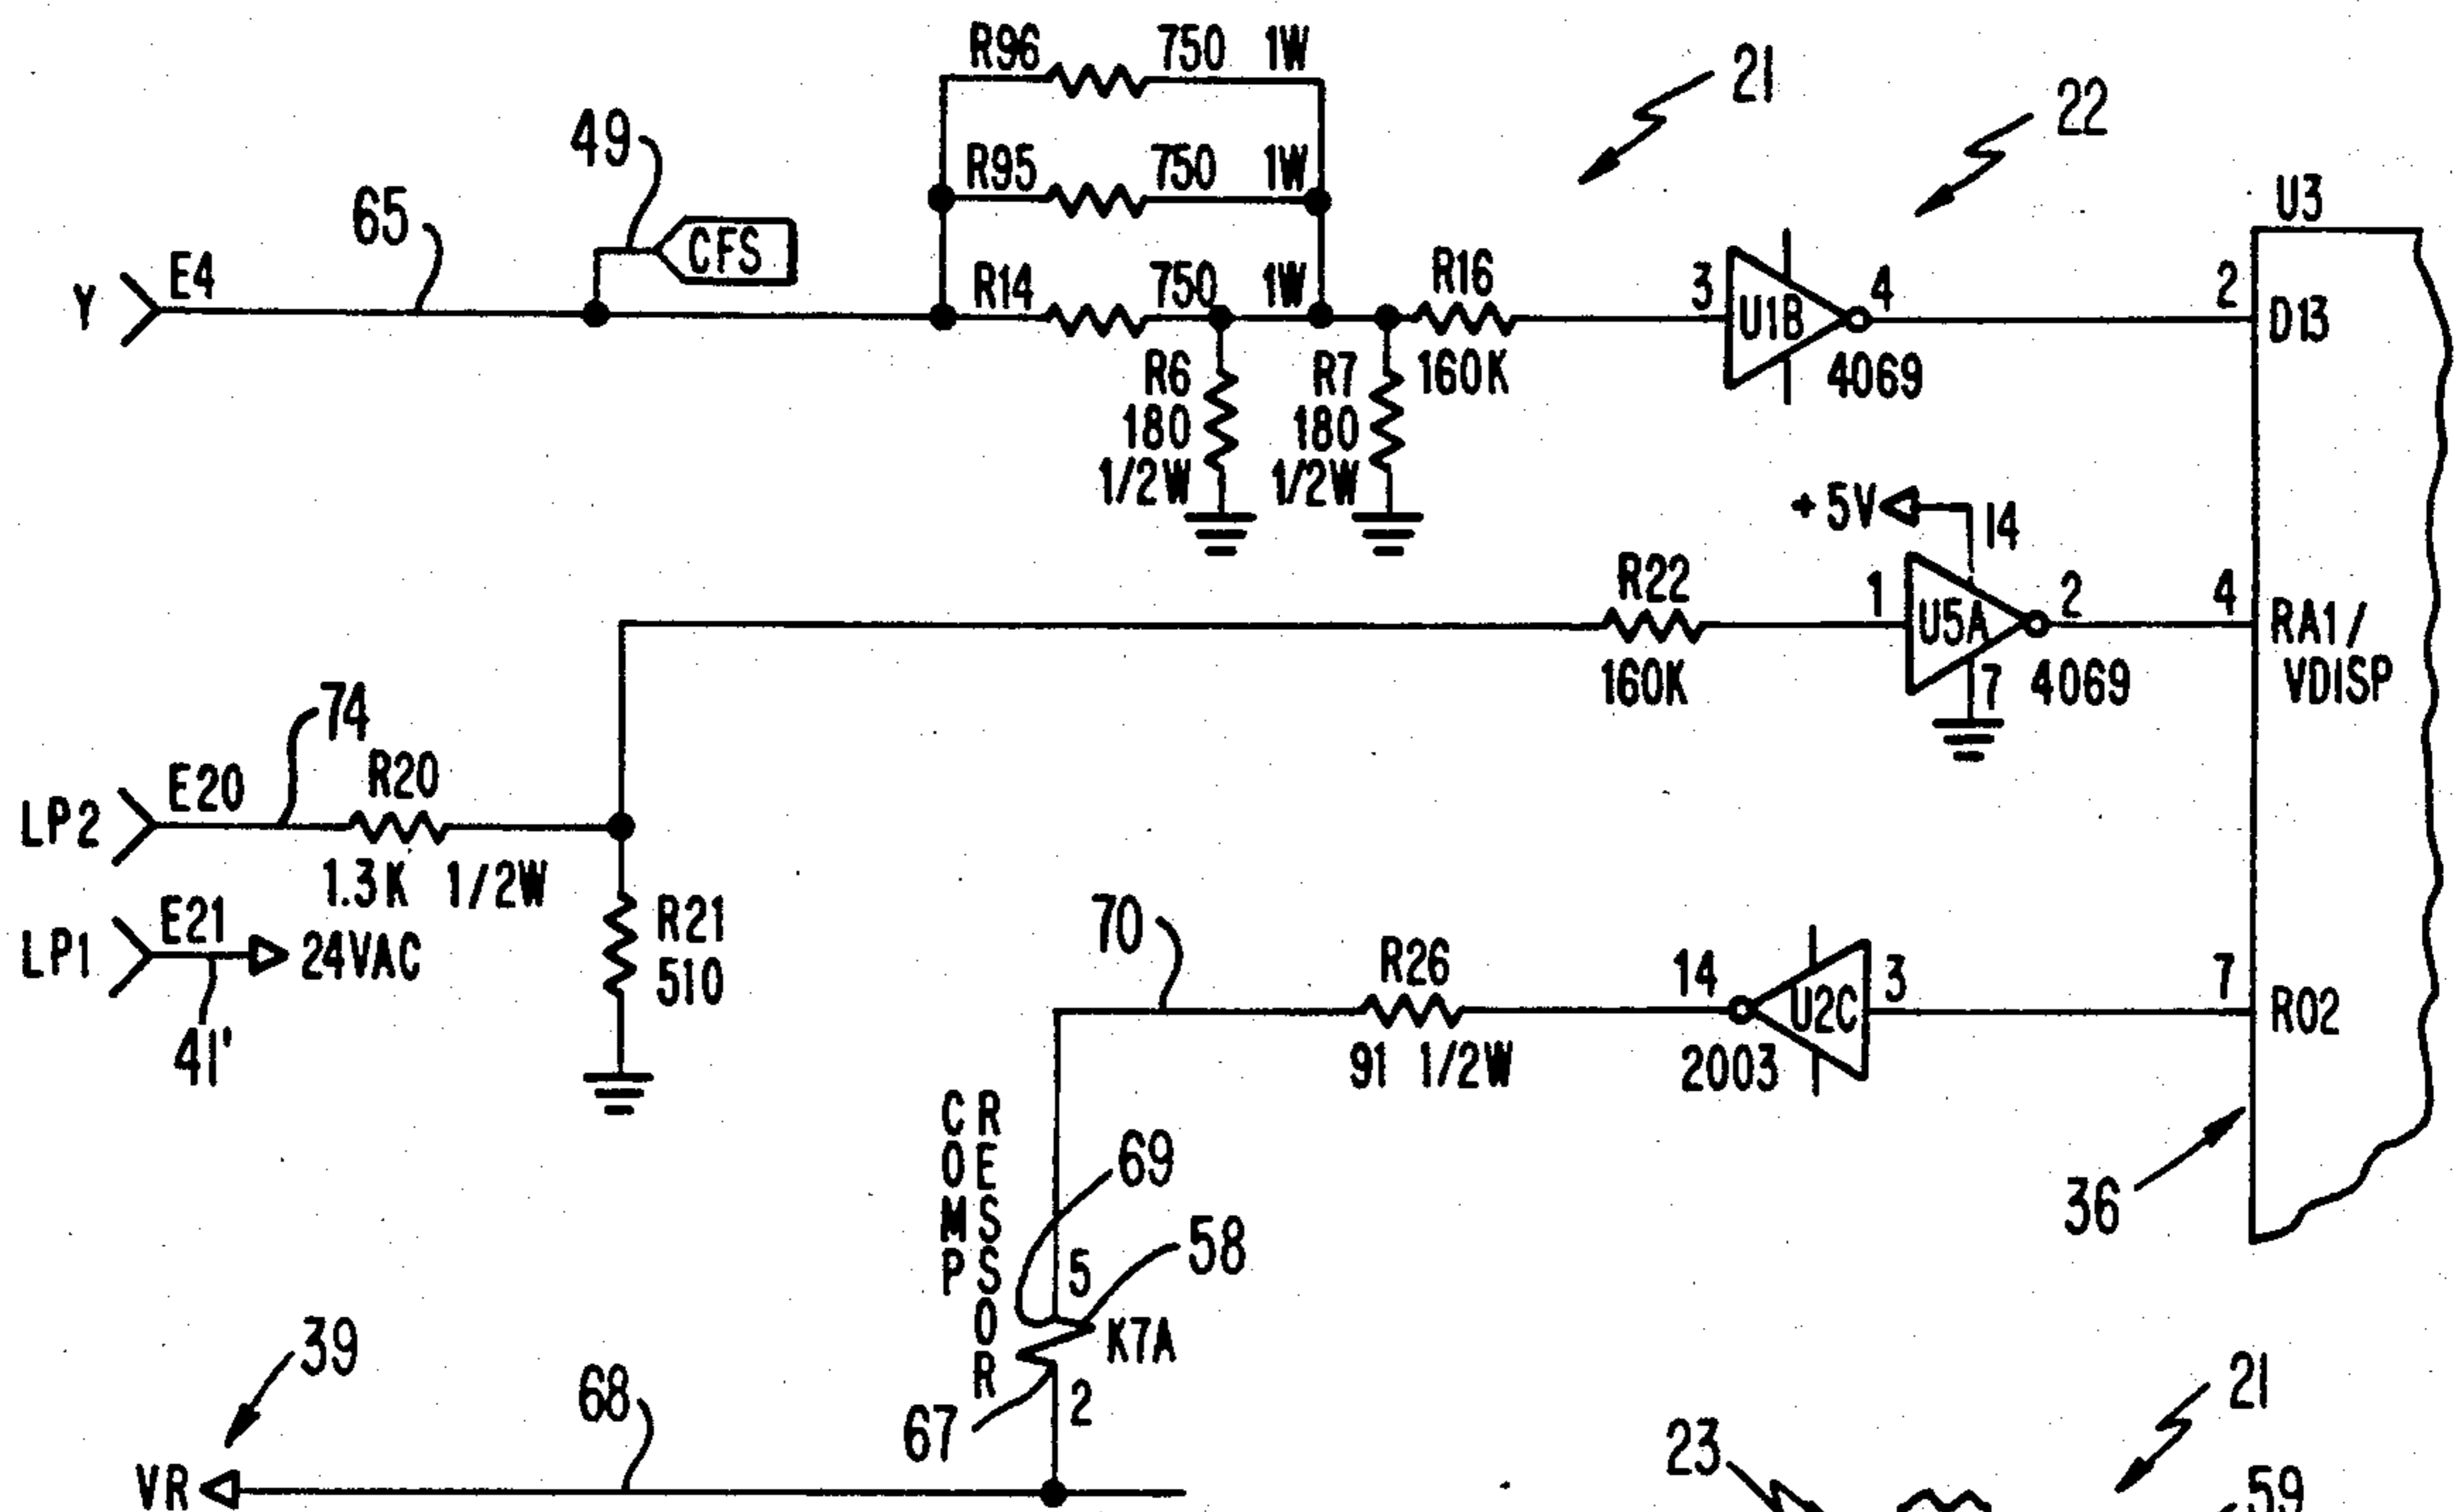 R96 750 1W
21
22
49
R95 750 1W
65
CFS
U3
Y E4
R14 750 1W
R16
3 U1B 4
2
D13
R6
180
1/2W
R7
180
1/2W
160K
4069
+5V
14
R22
1 U5A 2
4
RA1/
VDISP
160K
7 4069
74
LP2 E20
R20
1.3K 1/2W
LP1 E21
24VAC
41'
R21
510
70
R26
91 1/2W
14 U2C 3
2003
7
R02
36
COMP
RESSOR
69
58
5
K7A
67
2
39
68
VR
23
21
59